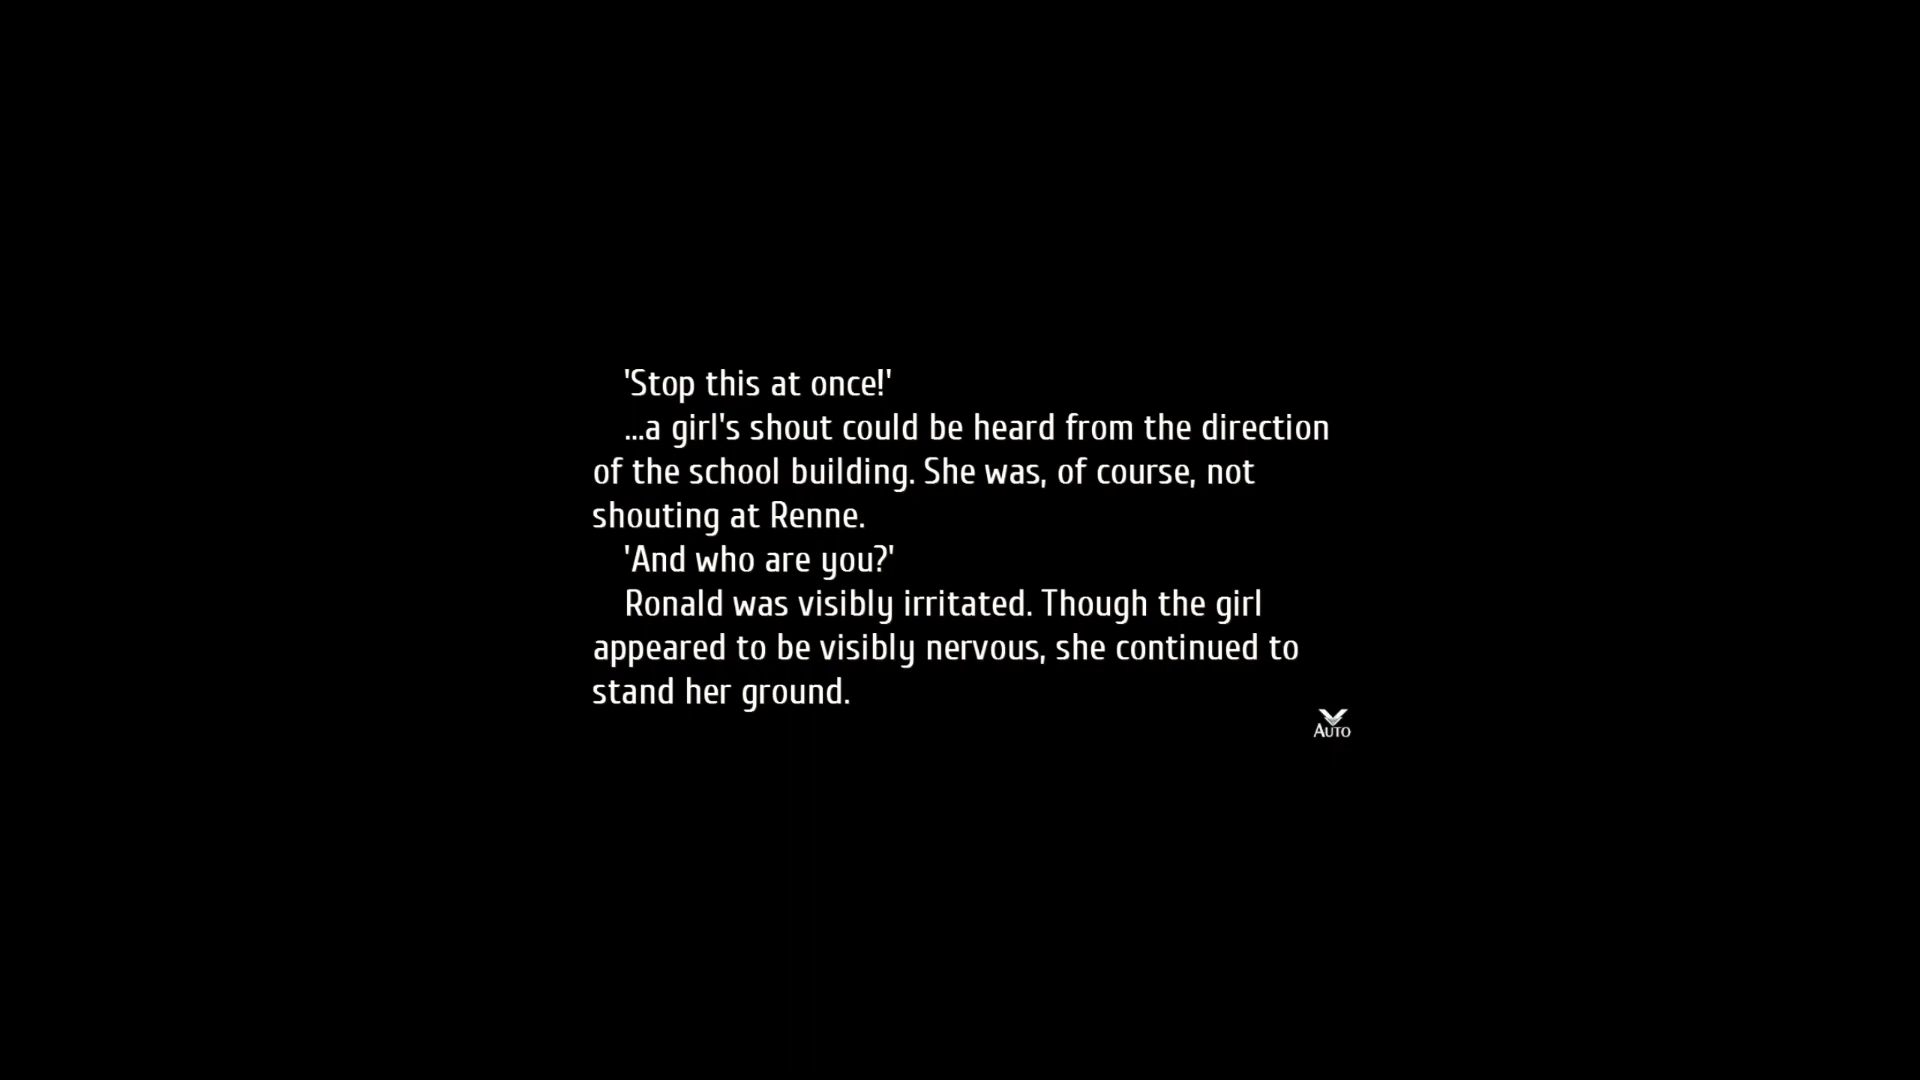 'Stop this at once!'
...a girl's shout could be heard from the direction
of the school building. She was, of course, not
shouting at Renne.
'And who are you?'
Ronald was visibly irritated. Though the girl
appeared to be visibly nervous, she continued to
stand her ground.
AUTO